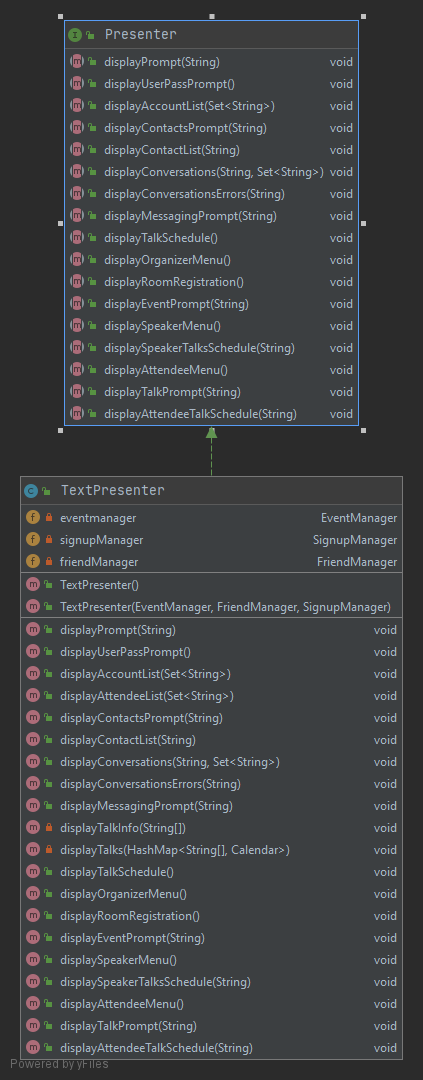 Presenter
displayPrompt(String) void
displayUserPassPrompt() void
displayAccountList(Set<String>) void
displayContactsPrompt(String) void
displayContactList(String) void
displayConversations(String, Set<String>) void
displayConversationsErrors(String) void
displayMessagingPrompt(String) void
displayTalkSchedule() void
displayOrganizerMenu() void
displayRoomRegistration() void
displayEventPrompt(String) void
displaySpeakerMenu() void
displaySpeakerTalksSchedule(String) void
displayAttendeeMenu() void
displayTalkPrompt(String) void
displayAttendeeTalkSchedule(String) void
TextPresenter
eventmanager EventManager
signupManager SignupManager
friendManager FriendManager
TextPresenter()
TextPresenter(EventManager, FriendManager, SignupManager)
displayPrompt(String) void
displayUserPassPrompt() void
displayAccountList(Set<String>) void
displayAttendeeList(Set<String>) void
displayContactsPrompt(String) void
displayContactList(String) void
displayConversations(String, Set<String>) void
displayConversationsErrors(String) void
displayMessagingPrompt(String) void
displayTalkInfo(String[]) void
displayTalks(HashMap<String[], Calendar>) void
displayTalkSchedule() void
displayOrganizerMenu() void
displayRoomRegistration() void
displayEventPrompt(String) void
displaySpeakerMenu() void
displaySpeakerTalksSchedule(String) void
displayAttendeeMenu() void
displayTalkPrompt(String) void
displayAttendeeTalkSchedule(String) void
Powered by yFiles